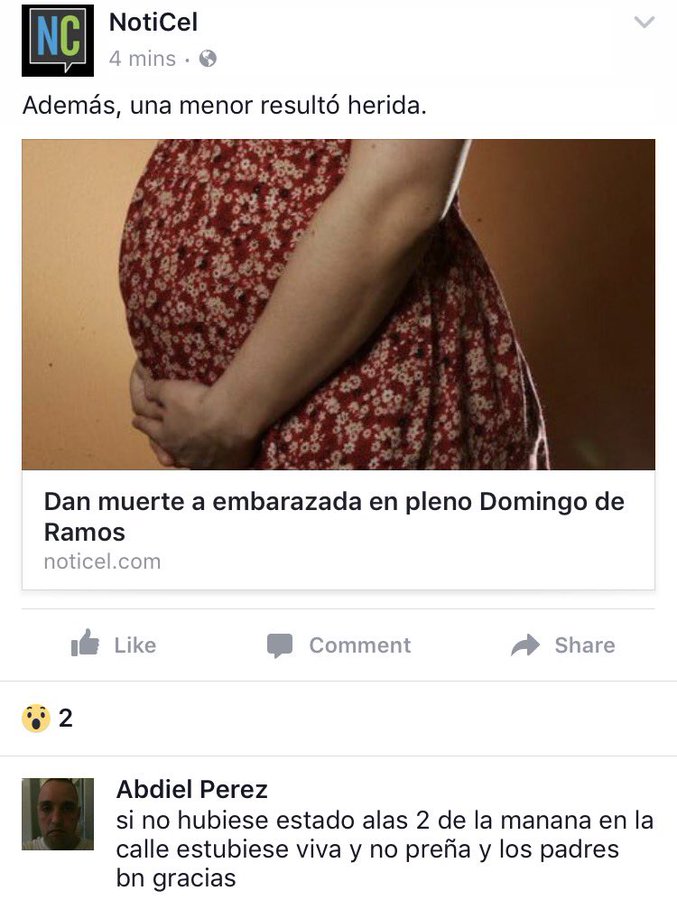 NC
NotiCel
4 mins ·
Además, una menor resultó herida.
Dan muerte a embarazada en pleno Domingo de
Ramos
noticel.com
Like
Comment
Share
2
Abdiel Perez
si no hubiese estado alas 2 de la manana en la
calle estubiese viva y no preña y los padres
bn gracias